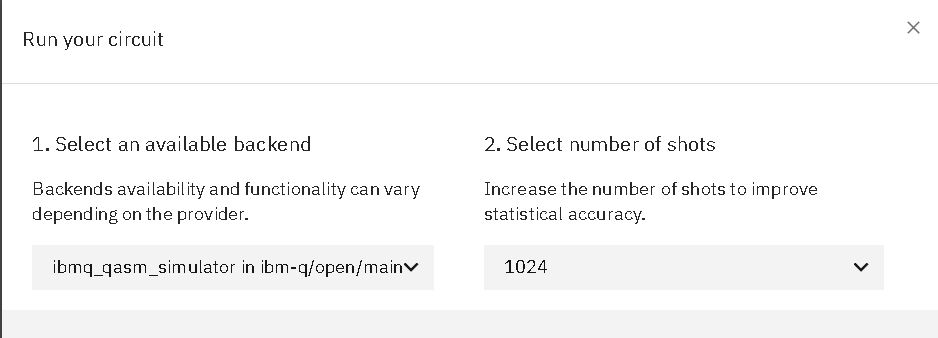 Run your circuit
1. Select an available backend
Backends availability and functionality can vary
depending on the provider.
ibmq_qasm_simulator in ibm-q/open/main
2. Select number of shots
Increase the number of shots to improve
statistical accuracy.
1024